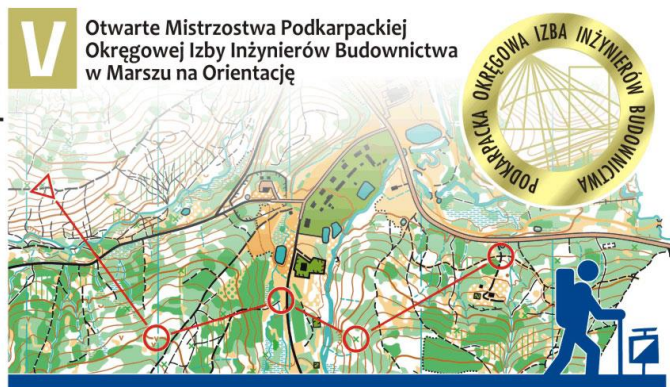 V
Otwarte Mistrzostwa Podkarpackiej
Okręgowej Izby Inżynierów Budownictwa
w Marszu na Orientację
PODKARPACKA OKRĘGOWA IZBA INŻYNIERÓW BUDOWNICTWA